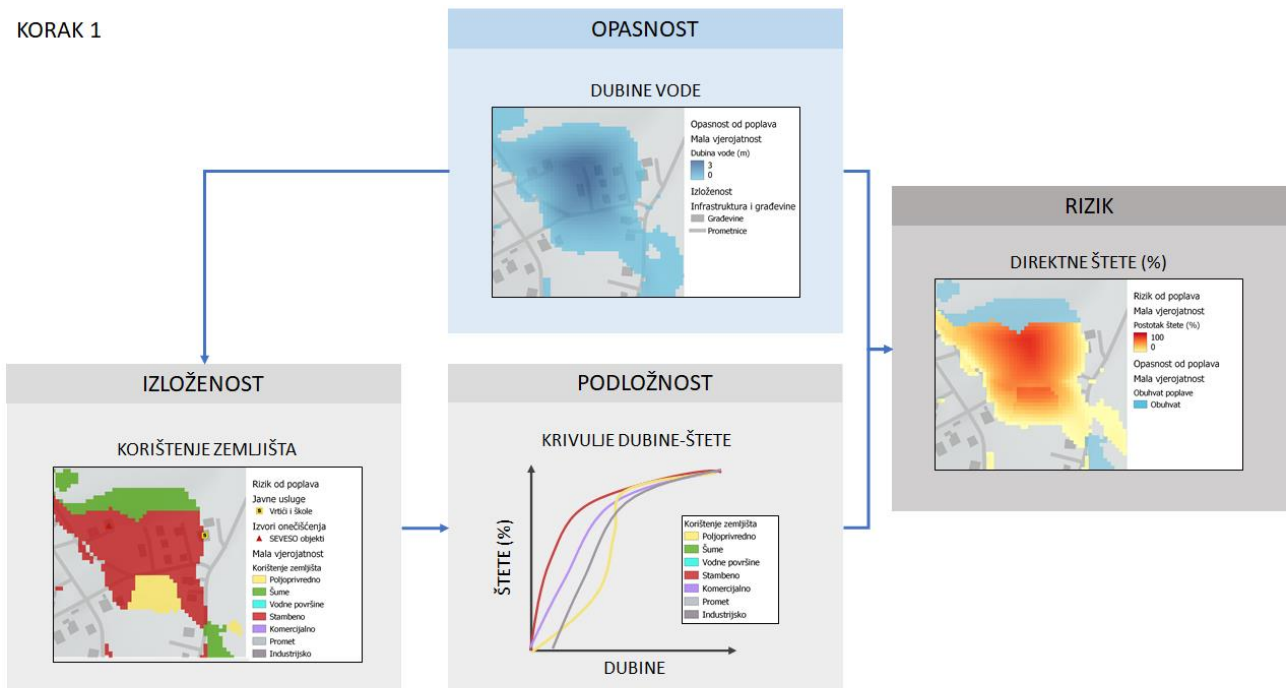 KORAK 1
OPASNOST
DUBINE VODE
Opasnost od poplava
Mala vjerojatnost
Dubina vode (m)
3
0
Izloženost
Infrastruktura i građevine
Građevine
Prometnice
RIZIK
DIREKTNE ŠTETE (%)
Rizik od poplava
Mala vjerojatnost
Postotak štete (%)
100
0
Opasnost od poplava
Mala vjerojatnost
Obuhvat poplave
Obuhvat
IZLOŽENOST
KORIŠTENJE ZEMLJIŠTA
Rizik od poplava
Javne usluge
Vrtići i škole
Izvori onečišćenja
SEVESO objekti
Mala vjerojatnost
Korištenje zemljišta
Poljoprivredno
Šume
Vodne površine
Stambeno
Komercijalno
Promet
Industrijsko
PODLOŽNOST
KRIVULJE DUBINE-ŠTETE
ŠTETE (%)
Korištenje zemljišta
Poljoprivredno
Šume
Vodne površine
Stambeno
Komercijalno
Promet
Industrijsko
DUBINE